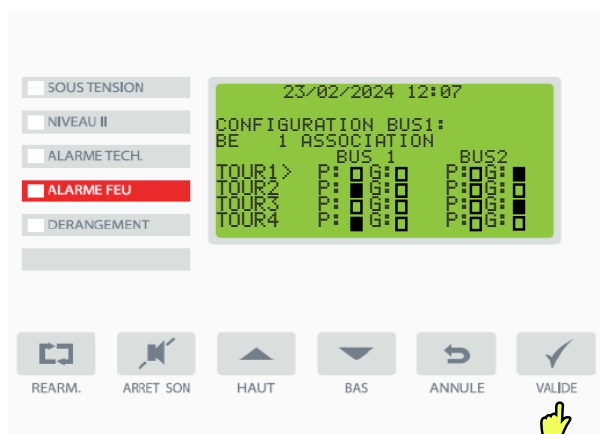 SOUS TENSION
NIVEAU II
ALARME TECH.
ALARME FEU
DERANGEMENT
23/02/2024 12:07
CONFIGURATION BUS1:
BE 1 ASSOCIATION
BUS 1 BUS2
TOUR1> P: G: P: G:
TOUR2 P: G: P: G:
TOUR3 P: G: P: G:
TOUR4 P: G: P: G:
REARM. ARRET SON HAUT BAS ANNULE VALIDE